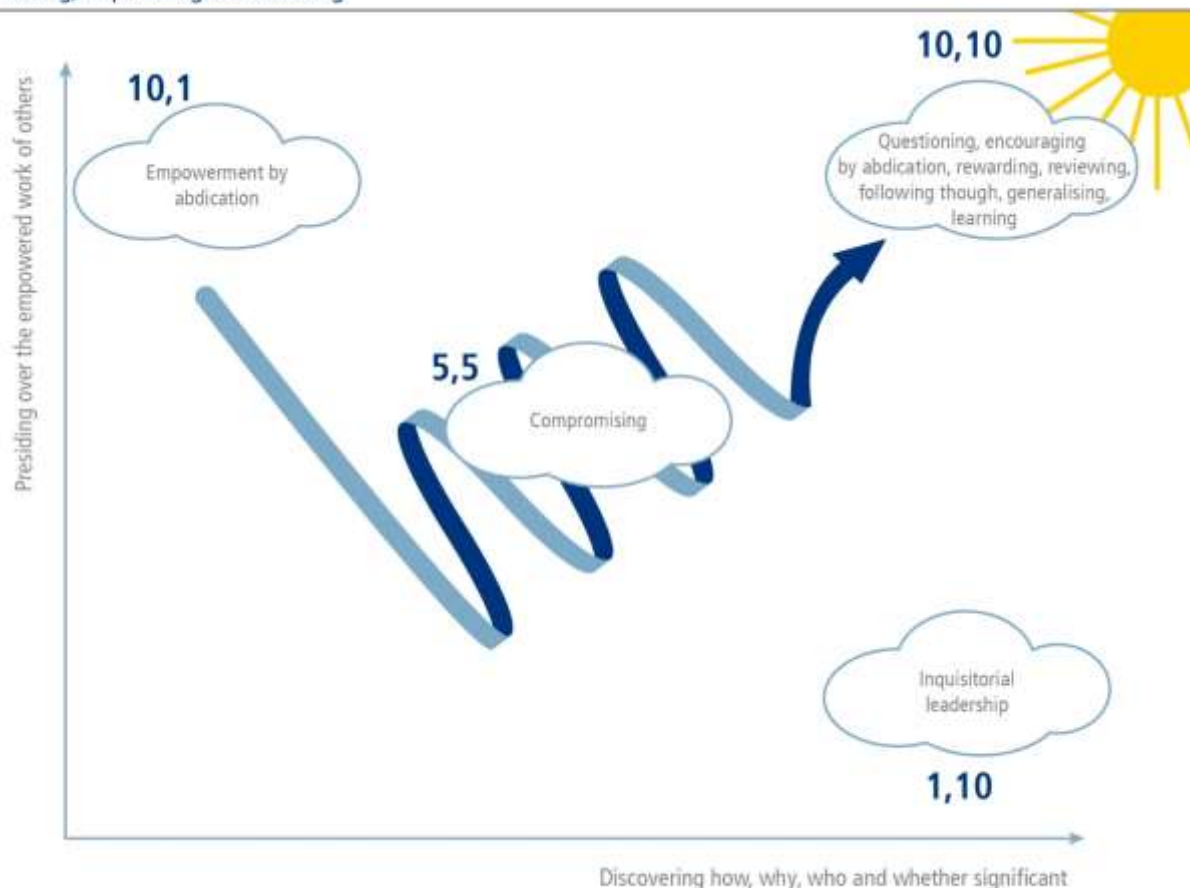 10,10
10,1
Questioning, encouraging
by abdication, rewarding, reviewing,
following though, generalising,
learning
Empowerment by
abdication
Presiding over the empowered work of others
5,5
Compromising
Inquisitorial
leadership
1,10
Discovering how, why, who and whether significant